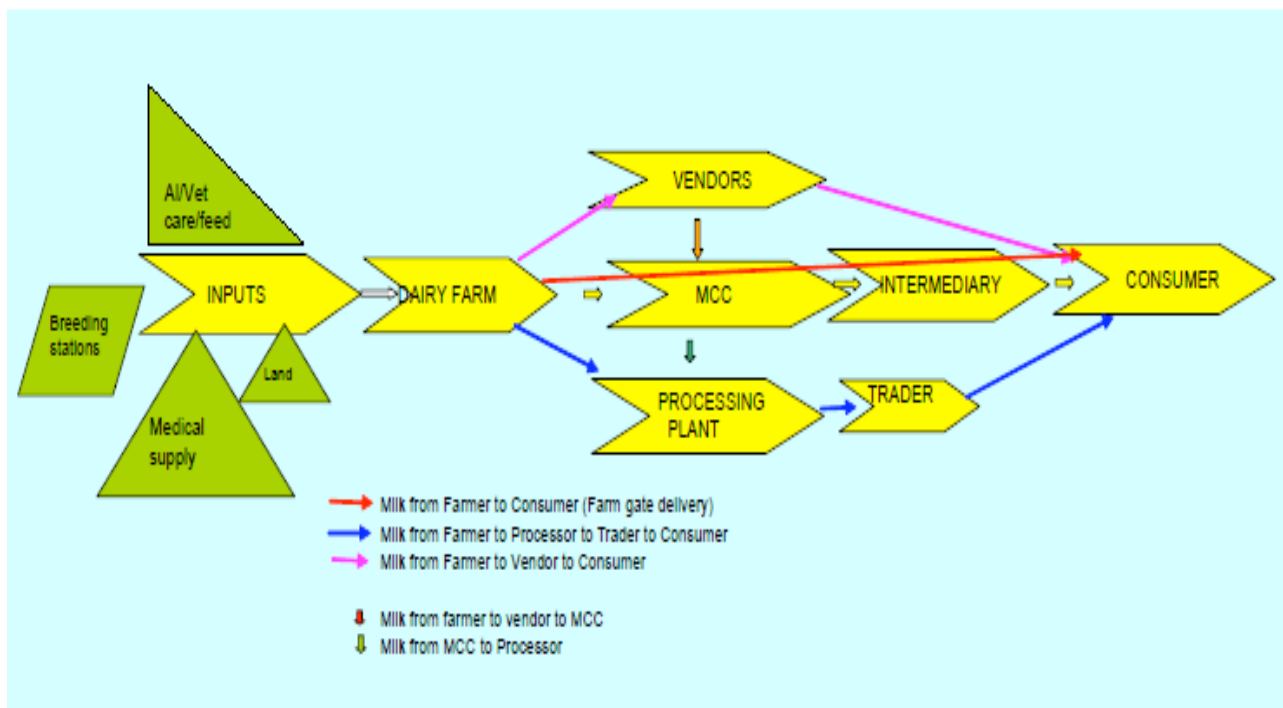 AI/Vet
care/feed
VENDORS
INPUTS
DAIRY FARM
MCC
INTERMEDIARY
CONSUMER
Breeding
stations
Land
Medical
supply
PROCESSING
PLANT
TRADER
Milk from Farmer to Consumer (Farm gate delivery)
Milk from Farmer to Processor to Trader to Consumer
Milk from Farmer to Vendor to Consumer
Milk from farmer to vendor to MCC
Milk from MCC to Processor